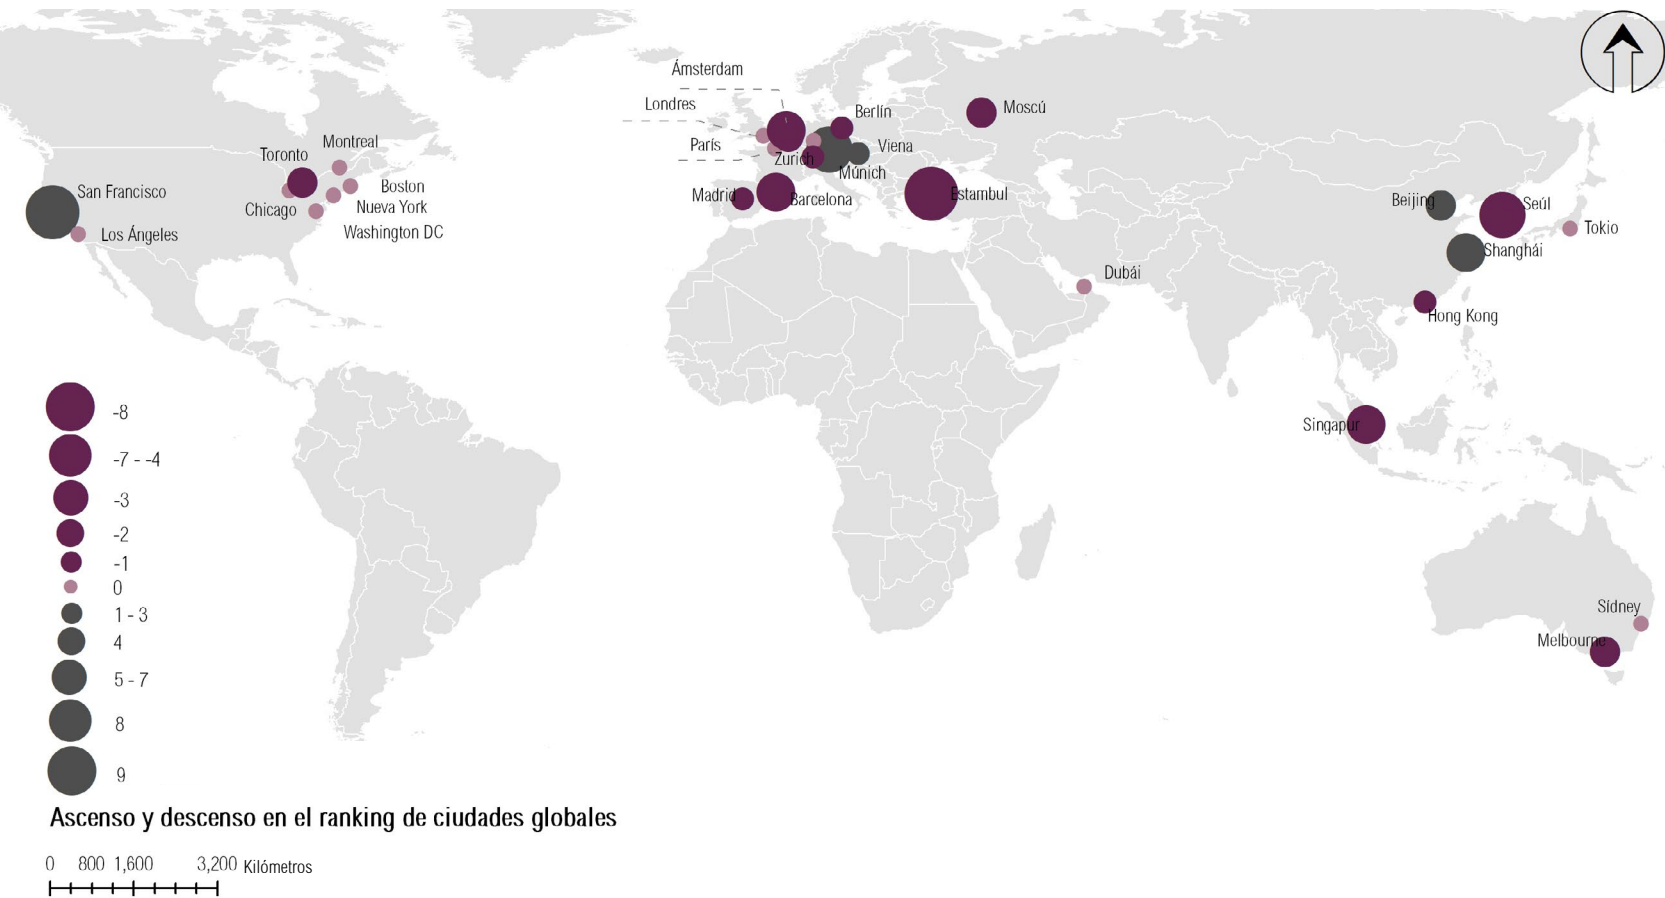 Ámsterdam
Londres
París
Berlín
Moscú
Viena
Zurich
Múnich
Madrid
Barcelona
Estambul
Montreal
Toronto
San Francisco
Boston
Chicago
Nueva York
Los Ángeles
Washington DC
Beijing
Seúl
Tokio
Shanghái
Dubái
Hong Kong
Singapur
Sídney
Melbourne
-8
-7 - -4
-3
-2
-1
0
1 - 3
4
5 - 7
8
9
Ascenso y descenso en el ranking de ciudades globales
0 800 1,600 3,200 Kilómetros